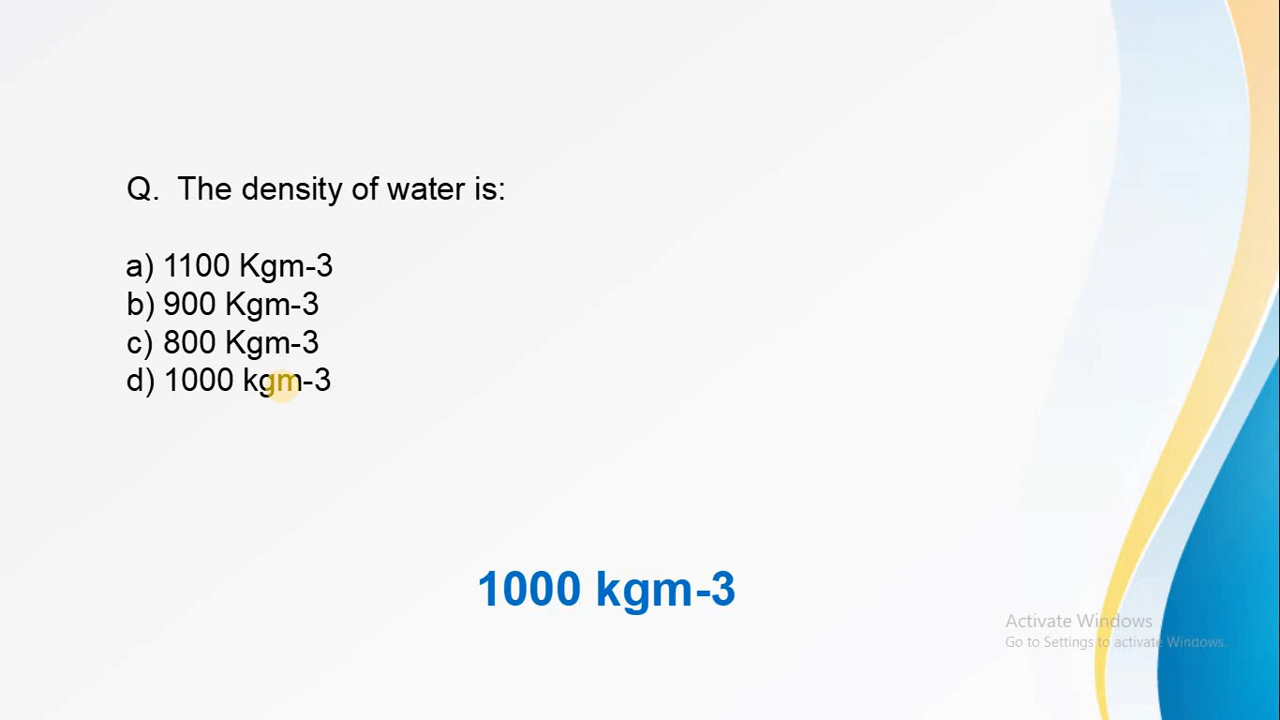 Q. The density of water is:
a) 1100 Kgm-3
b) 900 Kgm-3
c) 800 Kgm-3
d) 1000 kgm-3
1000 kgm-3
Activate Windows
Go to Settings to activate Windows.